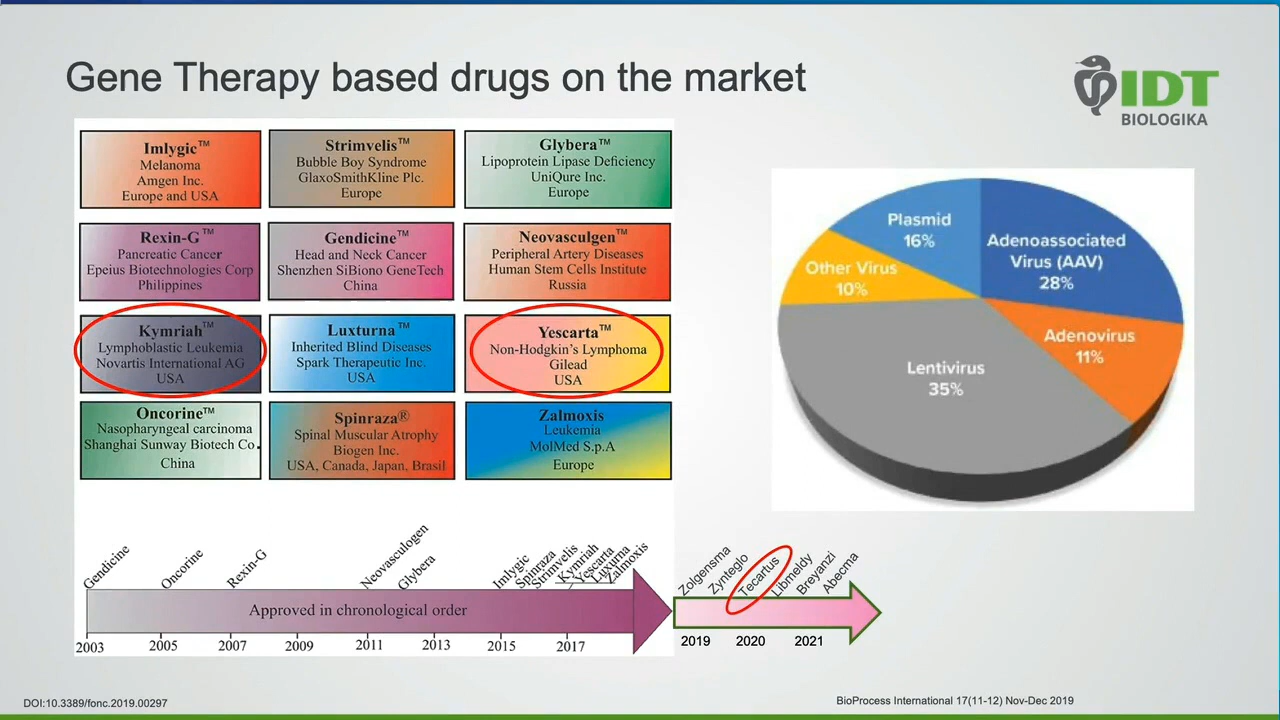 Gene Therapy based drugs on the market
IDT
BIOLOGIKA
Imlygic™
Melanoma
Amgen Inc.
Europe and USA
Strimvelis™
Bubble Boy Syndrome
GlaxoSmithKline Plc.
Europe
Glybera™
Lipoprotein Lipase Deficiency
UniQure Inc.
Europe
Rexin-G™
Pancreatic Cancer
Epeius Biotechnologies Corp
Philippines
Gendicine™
Head and Neck Cancer
Shenzhen SiBiono GeneTech
China
Neovasculgen™
Peripheral Artery Diseases
Human Stem Cells Institute
Russia
Kymriah™
Lymphoblastic Leukemia
Novartis International AG
USA
Luxturna™
Inherited Blind Diseases
Spark Therapeutic Inc.
USA
Yescarta™
Non-Hodgkin's Lymphoma
Gilead
USA
Oncorine™
Nasopharyngeal carcinoma
Shanghai Sunway Biotech Co.
China
Spinraza®
Spinal Muscular Atrophy
Biogen Inc.
USA, Canada, Japan, Brasil
Zalmoxis
Leukemia
MolMed S.p.A
Europe
Plasmid
16%
Adenoassociated
Virus (AAV)
28%
Other Virus
10%
Adenovirus
11%
Lentivirus
35%
Gendicine
Oncorine
Rexin-G
Neovasculogen
Glybera
Imlygic
Spinraza
Strimvelis
Kymriah
Yescarta
Luxurna
Zalmoxis
Zolgensma
Zynteglo
Tecartus
Libmeldy
Breyanzi
Abecma
Approved in chronological order
2003
2005
2007
2009
2011
2013
2015
2017
2019
2020
2021
DOI:10.3389/fonc.2019.00297
BioProcess International 17(11-12) Nov-Dec 2019